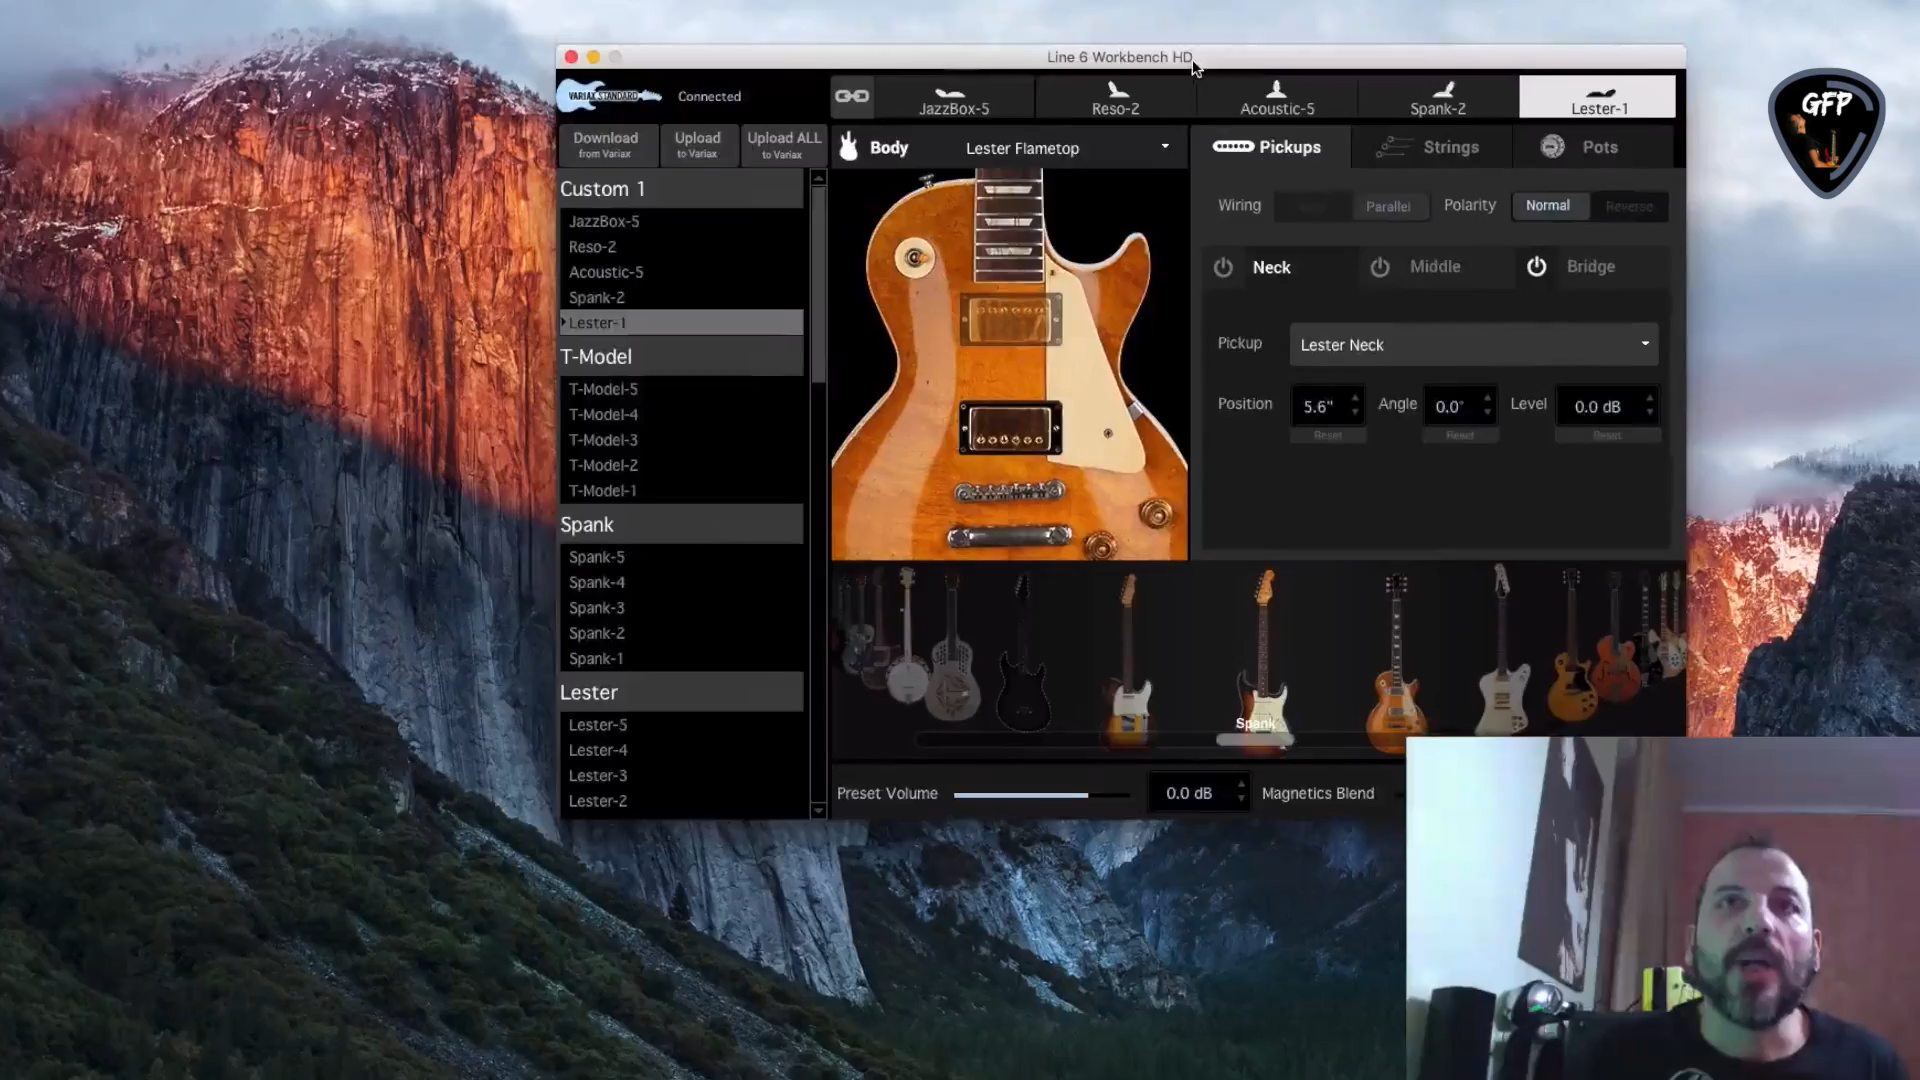 Line 6 Workbench HD
GFP
VARIAX STANDARD
Connected
JazzBox-5
Reso-2
Acoustic-5
Spank-2
Lester-1
Download
from Variax
Upload
to Variax
Upload ALL
to Variax
Body
Lester Flametop
Pickups
Strings
Pots
Custom 1
JazzBox-5
Reso-2
Acoustic-5
Spank-2
Lester-1
T-Model
T-Model-5
T-Model-4
T-Model-3
T-Model-2
T-Model-1
Spank
Spank-5
Spank-4
Spank-3
Spank-2
Spank-1
Lester
Lester-5
Lester-4
Lester-3
Lester-2
Wiring
Parallel
Polarity
Normal
Reverse
Neck
Middle
Bridge
Pickup
Lester Neck
Position
5.6"
Angle
0.0°
Level
0.0 dB
Reset
Reset
Reset
Spank
Preset Volume
0.0 dB
Magnetics Blend